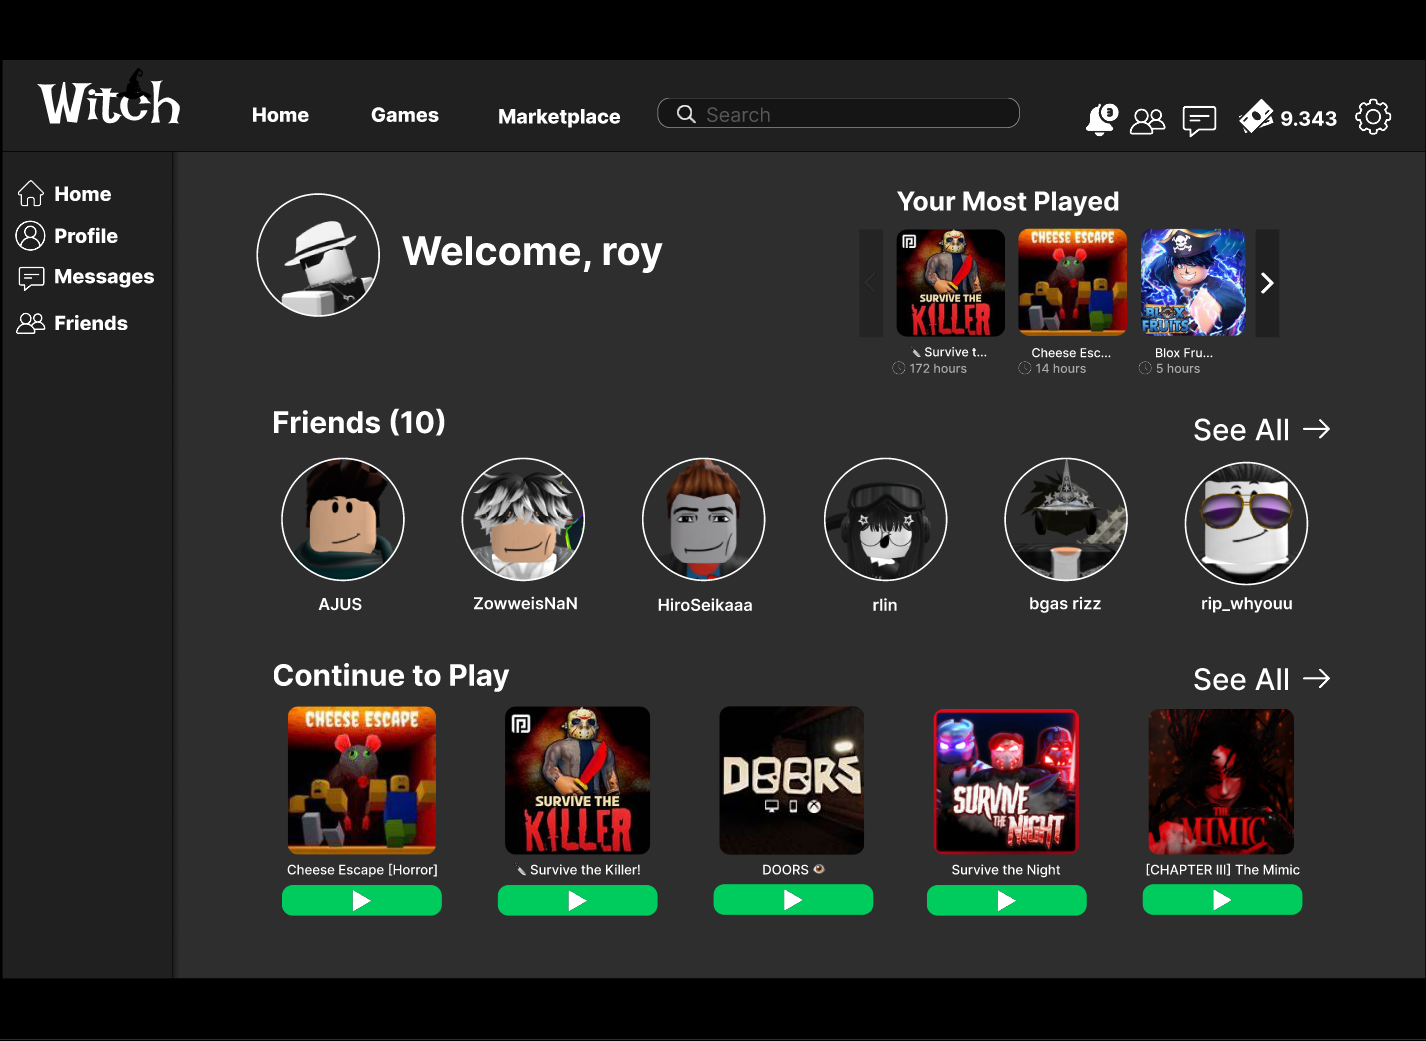 Witch
Home
Games
Marketplace
Search
3
9.343
Home
Profile
Messages
Friends
Welcome, roy
Your Most Played
SURVIVE THE
KILLER
CHEESE ESCAPE
BLOX
FRUITS
Survive t...
172 hours
Cheese Esc...
14 hours
Blox Fru...
5 hours
Friends (10)
See All
AJUS
ZowweisNaN
HiroSeikaaa
rlin
bgas rizz
rip_whyouu
Continue to Play
See All
CHEESE ESCAPE
SURVIVE THE
KILLER
DOORS
SURVIVE
THE NIGHT
THE
MIMIC
Cheese Escape [Horror]
🔪 Survive the Killer!
DOORS 👁️
Survive the Night
[CHAPTER III] The Mimic